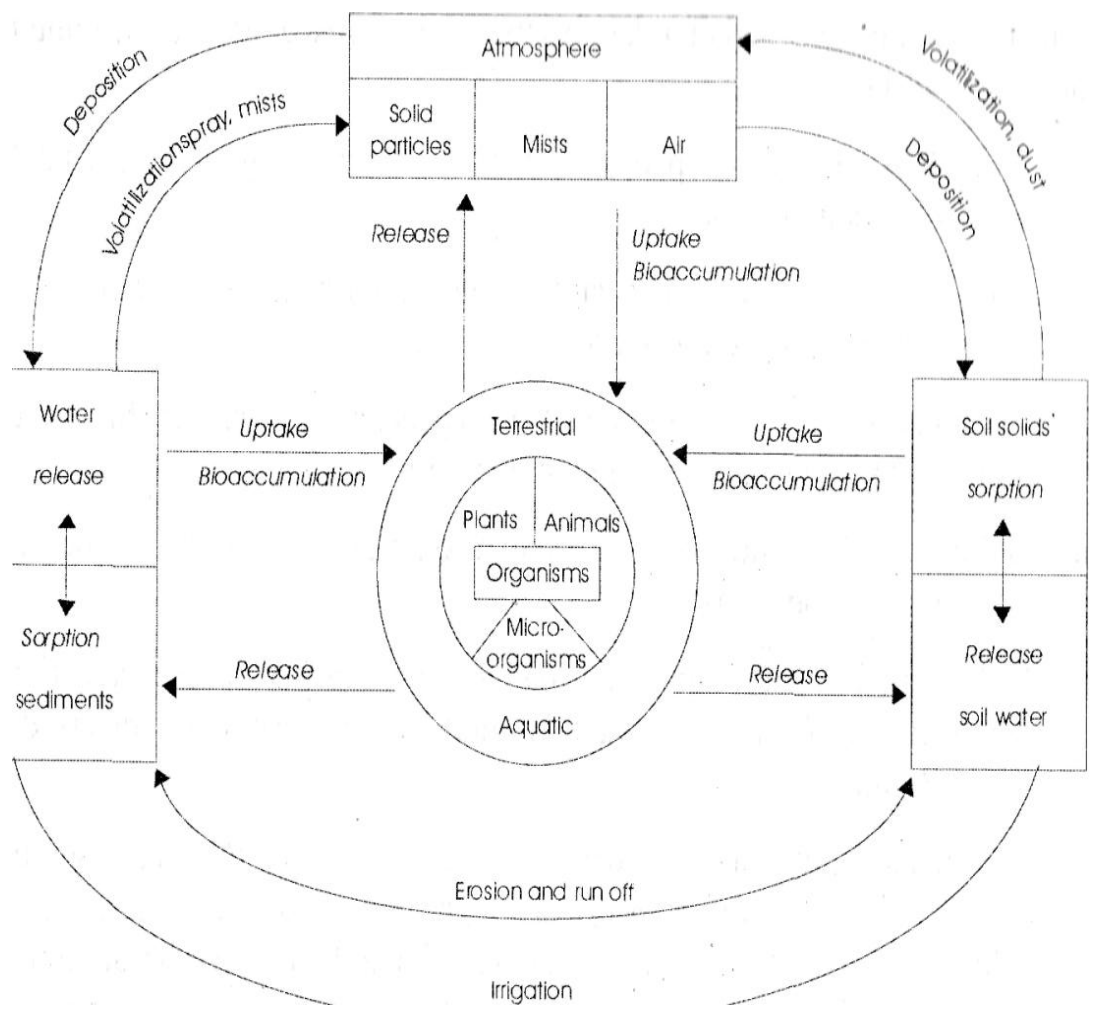 Atmosphere
Solid particles
Mists
Air
Deposition
Volatilizationspray, mists
Volatilization, dust
Deposition
Release
Uptake
Bioaccumulation
Water
release
Sorption
sediments
Uptake
Bioaccumulation
Release
Terrestrial
Plants
Animals
Organisms
Micro-
organisms
Aquatic
Uptake
Bioaccumulation
Release
Soil solids
sorption
Release
soil water
Erosion and run off
Irrigation